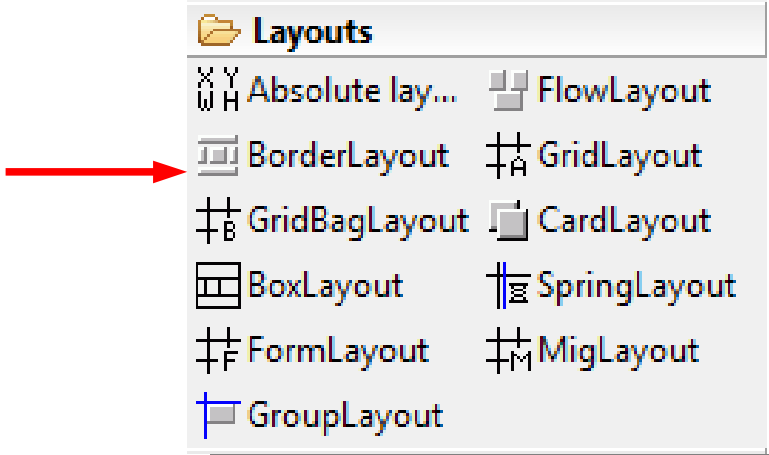 Layouts
Absolute lay... FlowLayout
BorderLayout GridLayout
GridBagLayout CardLayout
BoxLayout SpringLayout
FormLayout MigLayout
GroupLayout